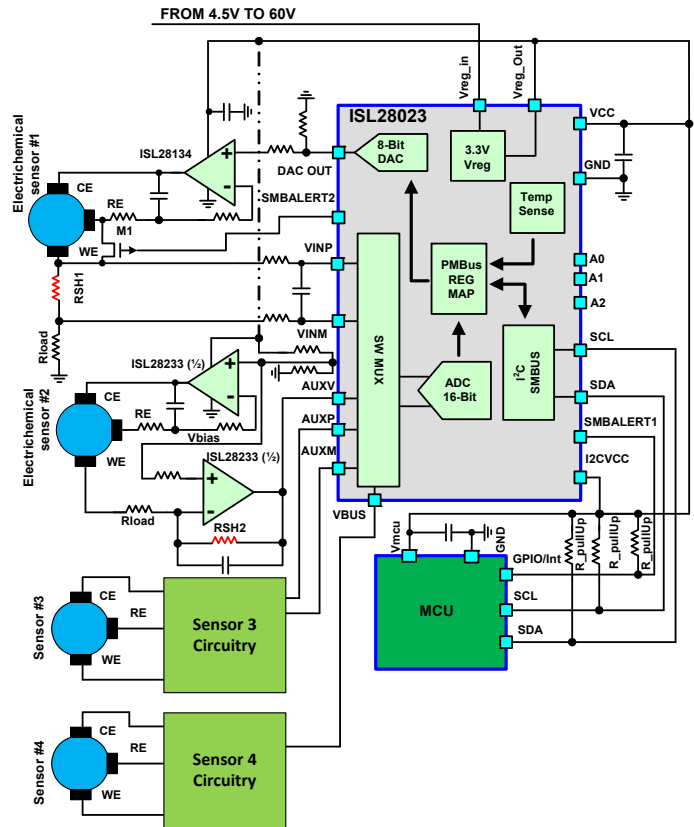 FROM 4.5V TO 60V
Vreg_in
Vreg_Out
ISL28023
VCC
ISL28134
8-Bit
DAC
3.3V
Vreg
Electrichemical
sensor #1
CE
DAC OUT
GND
SMBALERT2
Temp
Sense
RE
M1
WE
VINP
PMBus
REG
MAP
A0
A1
A2
RSH1
VINM
SW MUX
I²C
SMBUS
SCL
Rload
ISL28233 (½)
AUXV
ADC
16-Bit
SDA
CE
Electrichemical
sensor #2
RE
Vbias
AUXP
SMBALERT1
WE
ISL28233 (½)
AUXM
I2CVCC
Rload
RSH2
VBUS
Vmcu
GND
R_pullUp
R_pullUp
R_pullUp
GPIO/Int
MCU
SCL
SDA
Sensor #3
CE
RE
WE
Sensor 3
Circuitry
Sensor #4
CE
RE
WE
Sensor 4
Circuitry